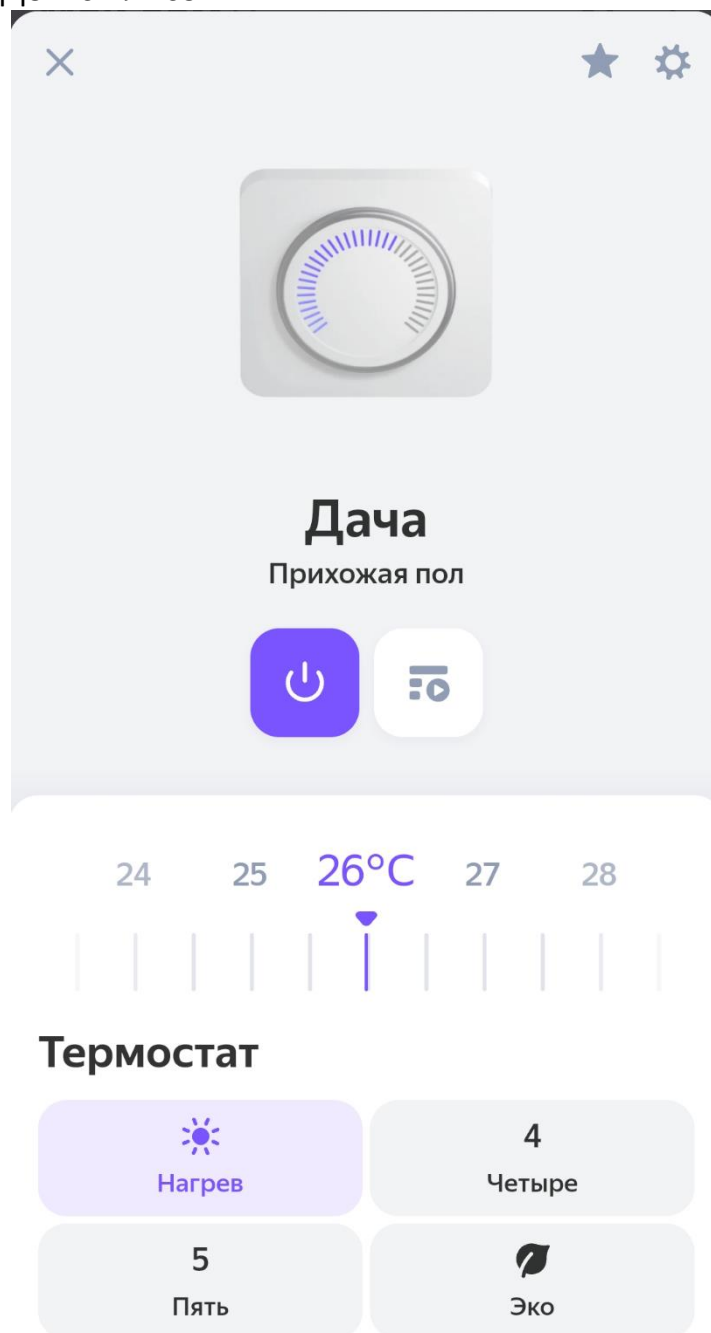 Дача
Прихожая пол
24 25 26°C 27 28
Термостат
Нагрев
4
Четыре
5
Пять
Эко